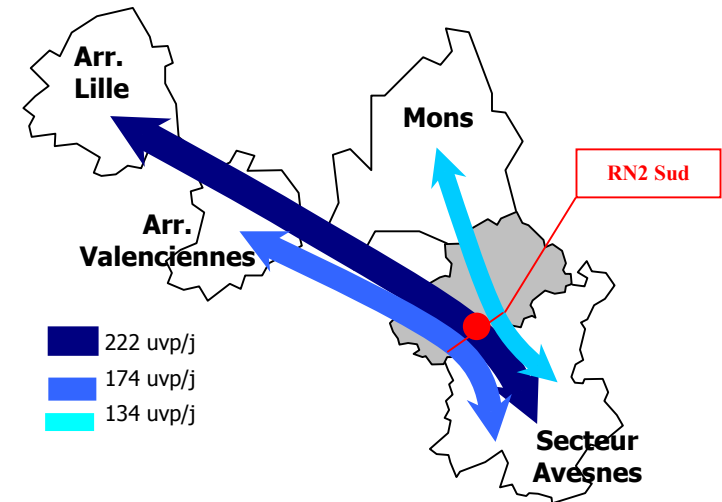 Arr.
Lille
Mons
RN2 Sud
Arr.
Valenciennes
222 uvp/j
174 uvp/j
134 uvp/j
Secteur
Avesnes